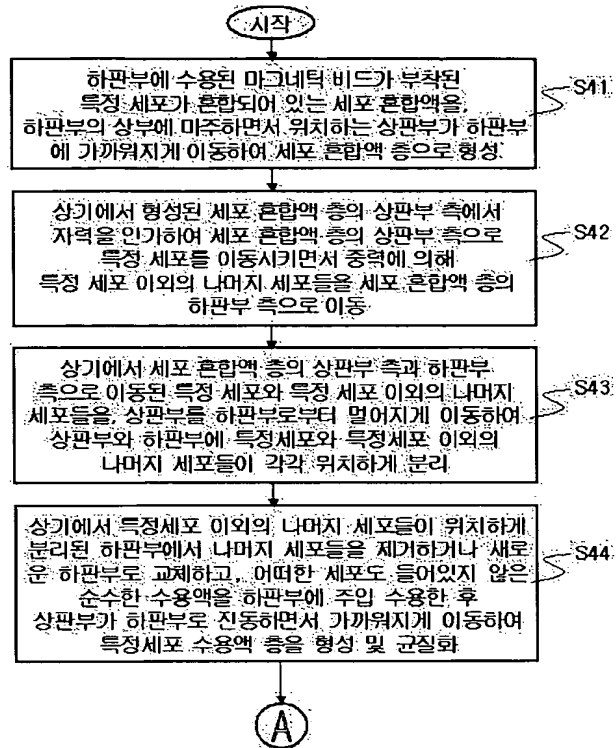 시작
하판부에 수용된 마그네틱 비드가 부착된
특정 세포가 혼합되어 있는 세포 혼합액을,
하판부의 상부에 마주하면서 위치하는 상판부가 하판부
에 가까워지게 이동하여 세포 혼합액 층으로 형성.
S41
상기에서 형성된 세포 혼합액 층의 상판부 측에서
자력을 인가하여 세포 혼합액 층의 상판부 측으로
특정 세포를 이동시키면서 중력에 의해
특정 세포 이외의 나머지 세포들을 세포 혼합액 층의
하판부 측으로 이동
S42
상기에서 세포 혼합액 층의 상판부 측과 하판부
측으로 이동된 특정 세포와 특정 세포 이외의 나머지
세포들을, 상판부를 하판부로부터 멀어지게 이동하여
상판부와 하판부에 특정세포와 특정세포 이외의
나머지 세포들이 각각 위치하게 분리
S43
상기에서 특정세포 이외의 나머지 세포들이 위치하게
분리된 하판부에서 나머지 세포들을 제거하거나 새로
운 하판부로 교체하고, 어떠한 세포도 들어있지 않은
순수한 수용액을 하판부에 주입 수용한 후
상판부가 하판부로 진동하면서 가까워지게 이동하여
특정세포 수용액 층을 형성 및 균질화
S44
A